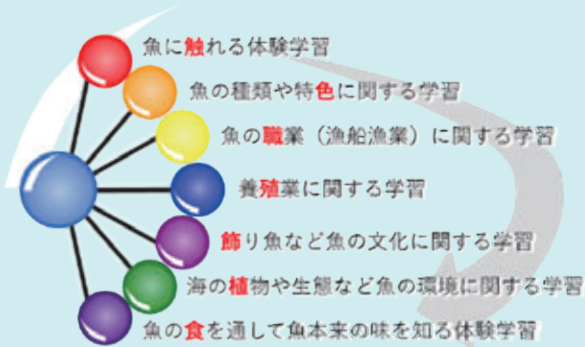 魚に触れる体験学習
魚の種類や特色に関する学習
魚の職業（漁船漁業）に関する学習
養殖業に関する学習
飾り魚など魚の文化に関する学習
海の植物や生態など魚の環境に関する学習
魚の食を通して魚本来の味を知る体験学習